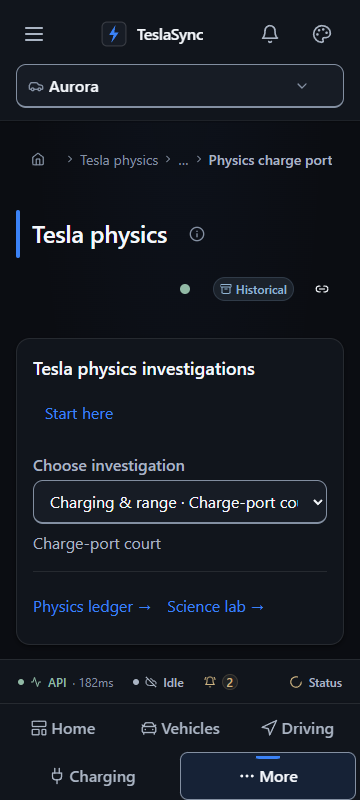 TeslaSync
Aurora
Tesla physics ... Physics charge port
Tesla physics
Historical
Tesla physics investigations
Start here
Choose investigation
Charging & range · Charge-port cou
Charge-port court
Physics ledger → Science lab →
API · 182ms Idle 2 Status
Home Vehicles Driving
Charging More